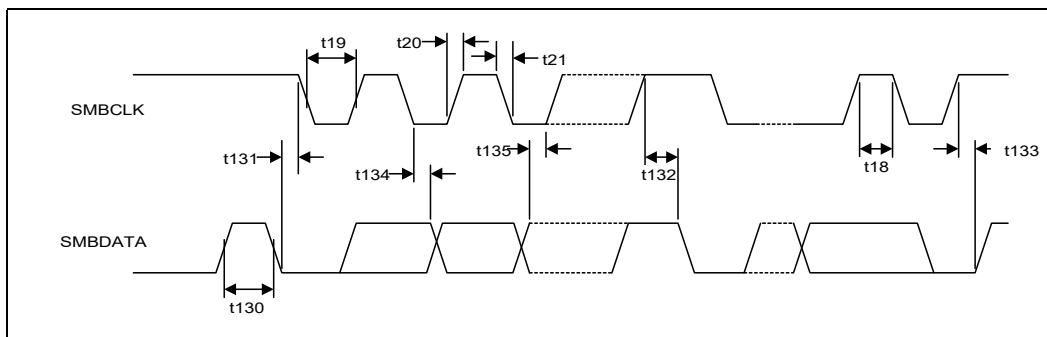 t19
t20
t21
SMBCLK
t131
t134
t135
t132
t18
t133
SMBDATA
t130